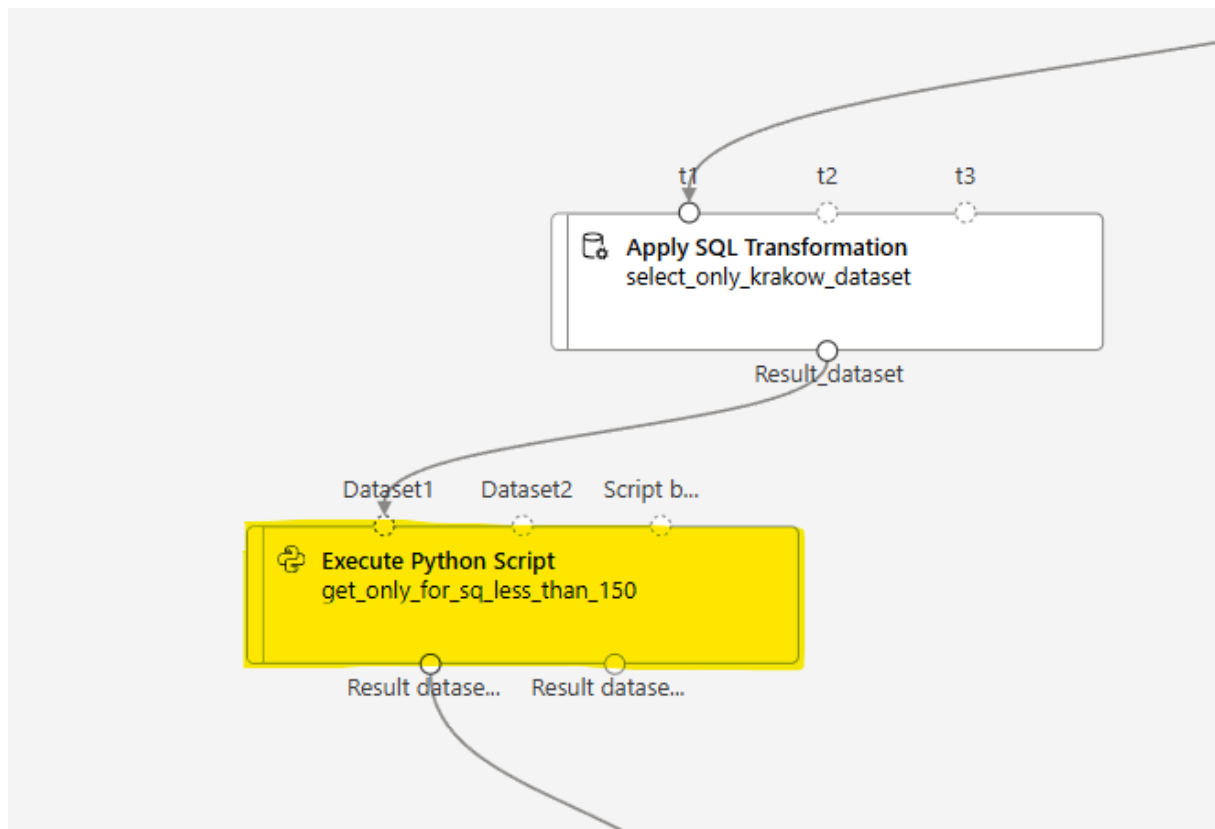 t1
t2
t3
Apply SQL Transformation
select_only_krakow_dataset
Result_dataset
Dataset1
Dataset2
Script b...
Execute Python Script
get_only_for_sq_less_than_150
Result datase...
Result datase...